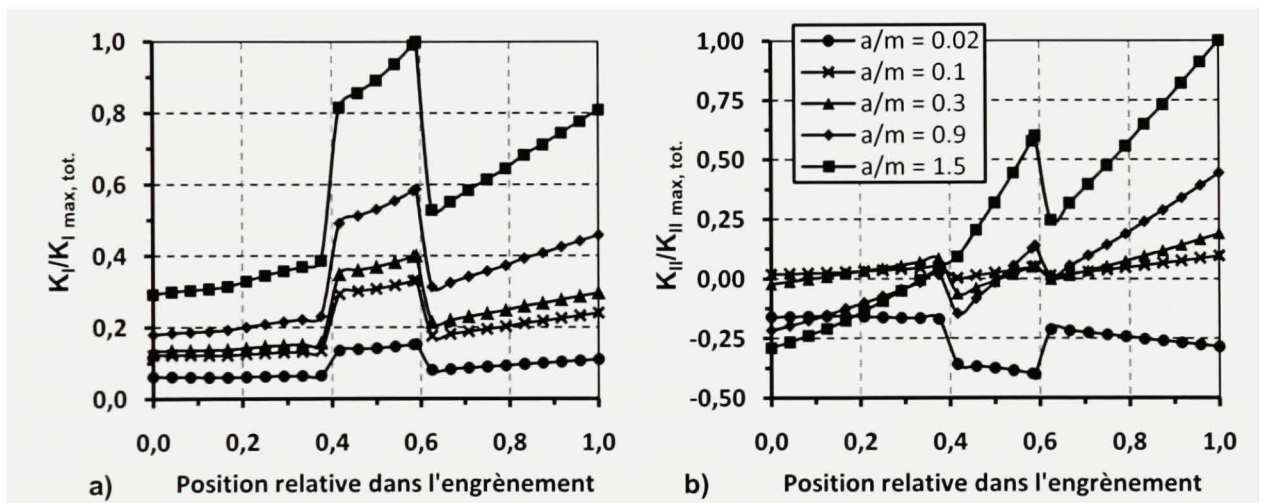 1,0
0,8
0,6
0,4
0,2
0,0
K_I/K_I max, tot.
0,0 0,2 0,4 0,6 0,8 1,0
a) Position relative dans l'engrènement
1,00
0,75
0,50
0,25
0,00
-0,25
-0,50
K_II/K_II max, tot.
a/m = 0.02
a/m = 0.1
a/m = 0.3
a/m = 0.9
a/m = 1.5
0,0 0,2 0,4 0,6 0,8 1,0
b) Position relative dans l'engrènement